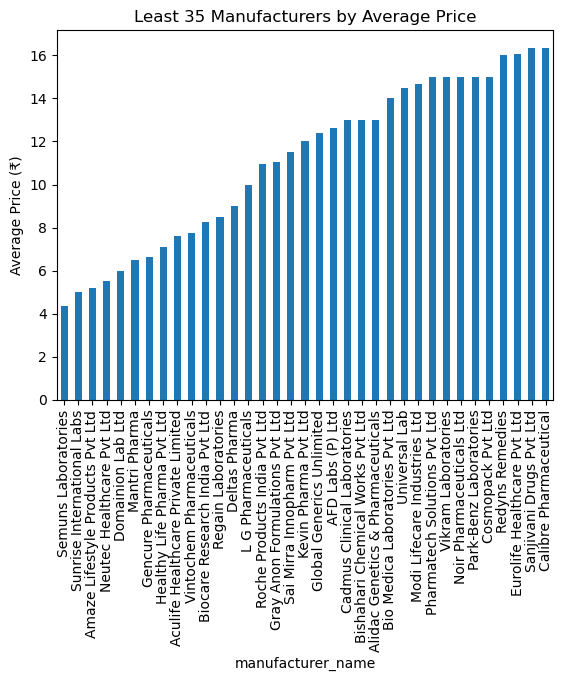 Least 35 Manufacturers by Average Price
Average Price (₹)
16
14
12
10
8
6
4
2
0
Semuns Laboratories
Sunrise International Labs
Amaze Lifestyle Products Pvt Ltd
Neutec Healthcare Pvt Ltd
Domainion Lab Ltd
Mantri Pharma
Gencure Pharmaceuticals
Healthy Life Pharma Pvt Ltd
Aculife Healthcare Private Limited
Vintochem Pharmaceuticals
Biocare Research India Pvt Ltd
Regain Laboratories
Deltas Pharma
L G Pharmaceuticals
Roche Products India Pvt Ltd
Gray Anon Formulations Pvt Ltd
Sai Mirra Innopharm Pvt Ltd
Kevin Pharma Pvt Ltd
Global Generics Unlimited
AFD Labs (P) Ltd
Cadmus Clinical Laboratories
Bishahari Chemical Works Pvt Ltd
Alidac Genetics & Pharmaceuticals
Bio Medica Laboratories Pvt Ltd
Universal Lab
Modi Lifecare Industries Ltd
Pharmatech Solutions Pvt Ltd
Vikram Laboratories
Noir Pharmaceuticals Ltd
Park-Benz Laboratories
Cosmopack Pvt Ltd
Redyns Remedies
Eurolife Healthcare Pvt Ltd
Sanjivani Drugs Pvt Ltd
Calibre Pharmaceutical
manufacturer_name